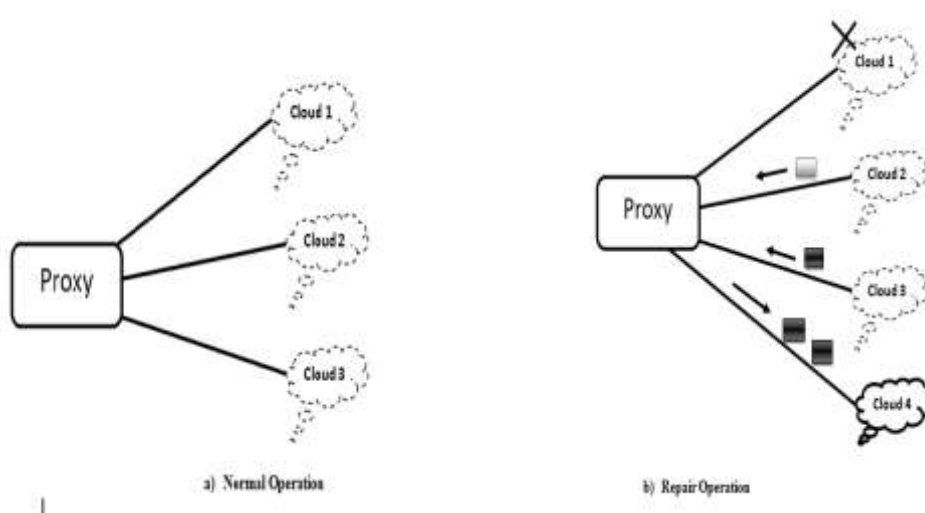 Cloud 1
Cloud 2
Cloud 3
Proxy
a) Normal Operation
Cloud 1
Cloud 2
Cloud 3
Cloud 4
Proxy
b) Repair Operation